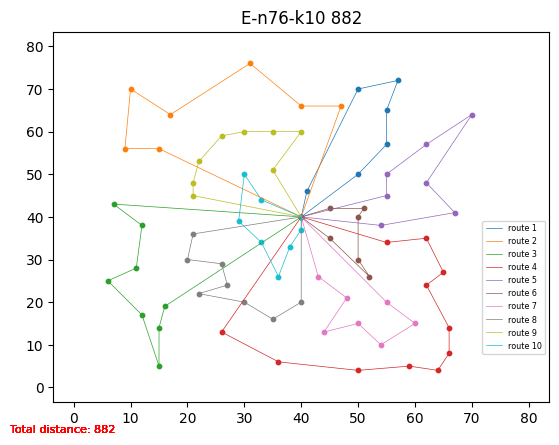 E-n76-k10 882
80
70
60
50
40
30
20
10
0
0 10 20 30 40 50 60 70 80
route 1
route 2
route 3
route 4
route 5
route 6
route 7
route 8
route 9
route 10
Total distance: 882